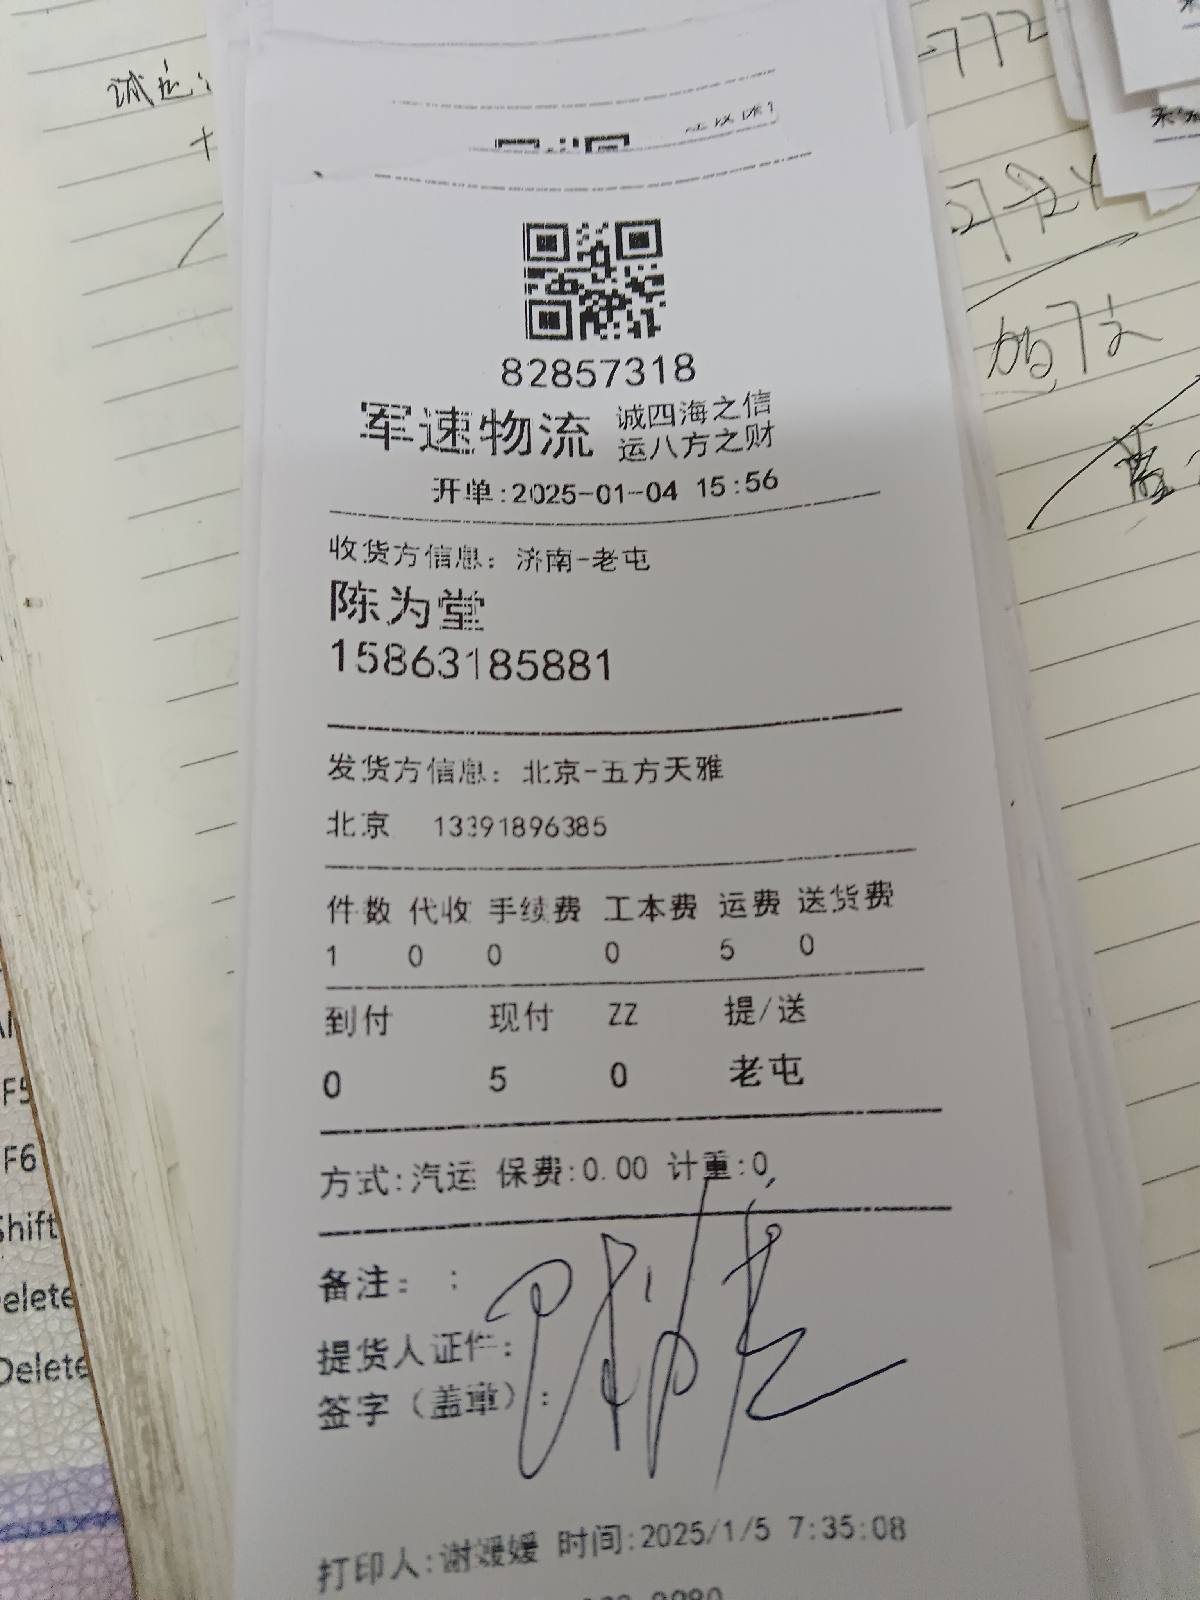 82857318
军速物流 诚四海之信
运八方之财
开单:2025-01-04 15:56
收货方信息: 济南-老屯
陈为堂
15863185881
发货方信息: 北京-五方天雅
北京 13391896385
件数 代收 手续费 工本费 运费 送货费
1 0 0 0 5 0
到付 现付 ZZ 提/送
0 5 0 老屯
方式:汽运 保费:0.00 计重:0,
备注: :
提货人证件:
签字(盖章):
打印人:谢媛媛 时间:2025/1/5 7:35:08
-772
F5
F6
Shift
Delete
Delete